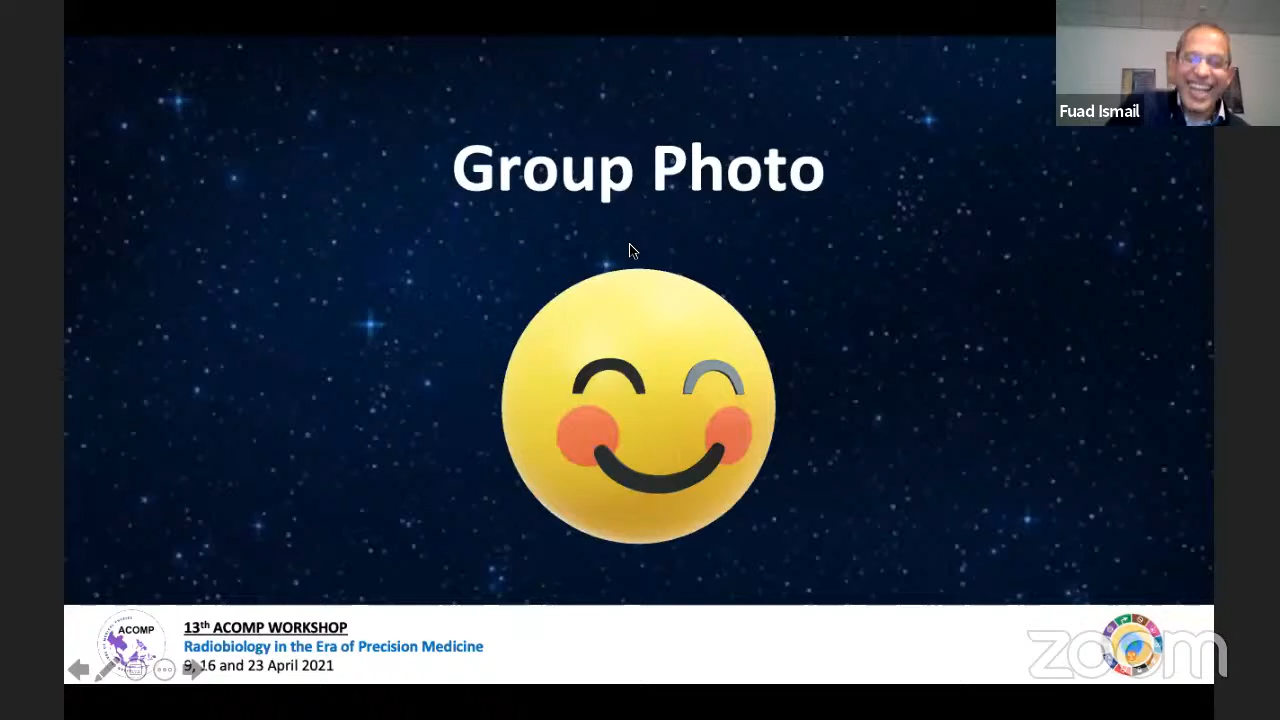 Group Photo
Fuad Ismail
ACOMP
13th ACOMP WORKSHOP
Radiobiology in the Era of Precision Medicine
9, 16 and 23 April 2021
zoom